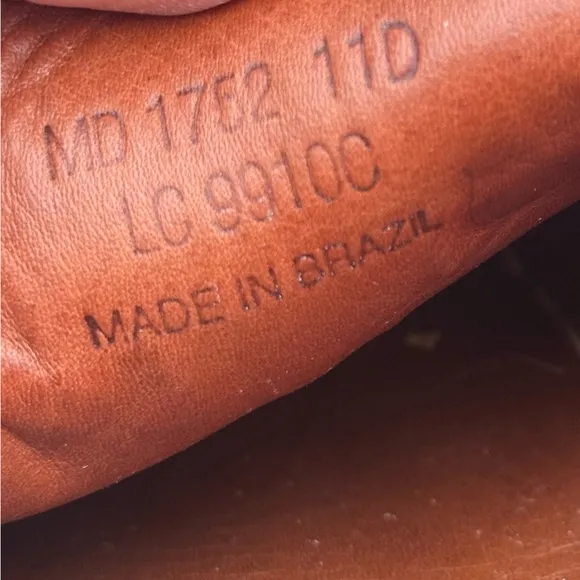 MD 1752 11D
LC 9910C
MADE IN BRAZIL